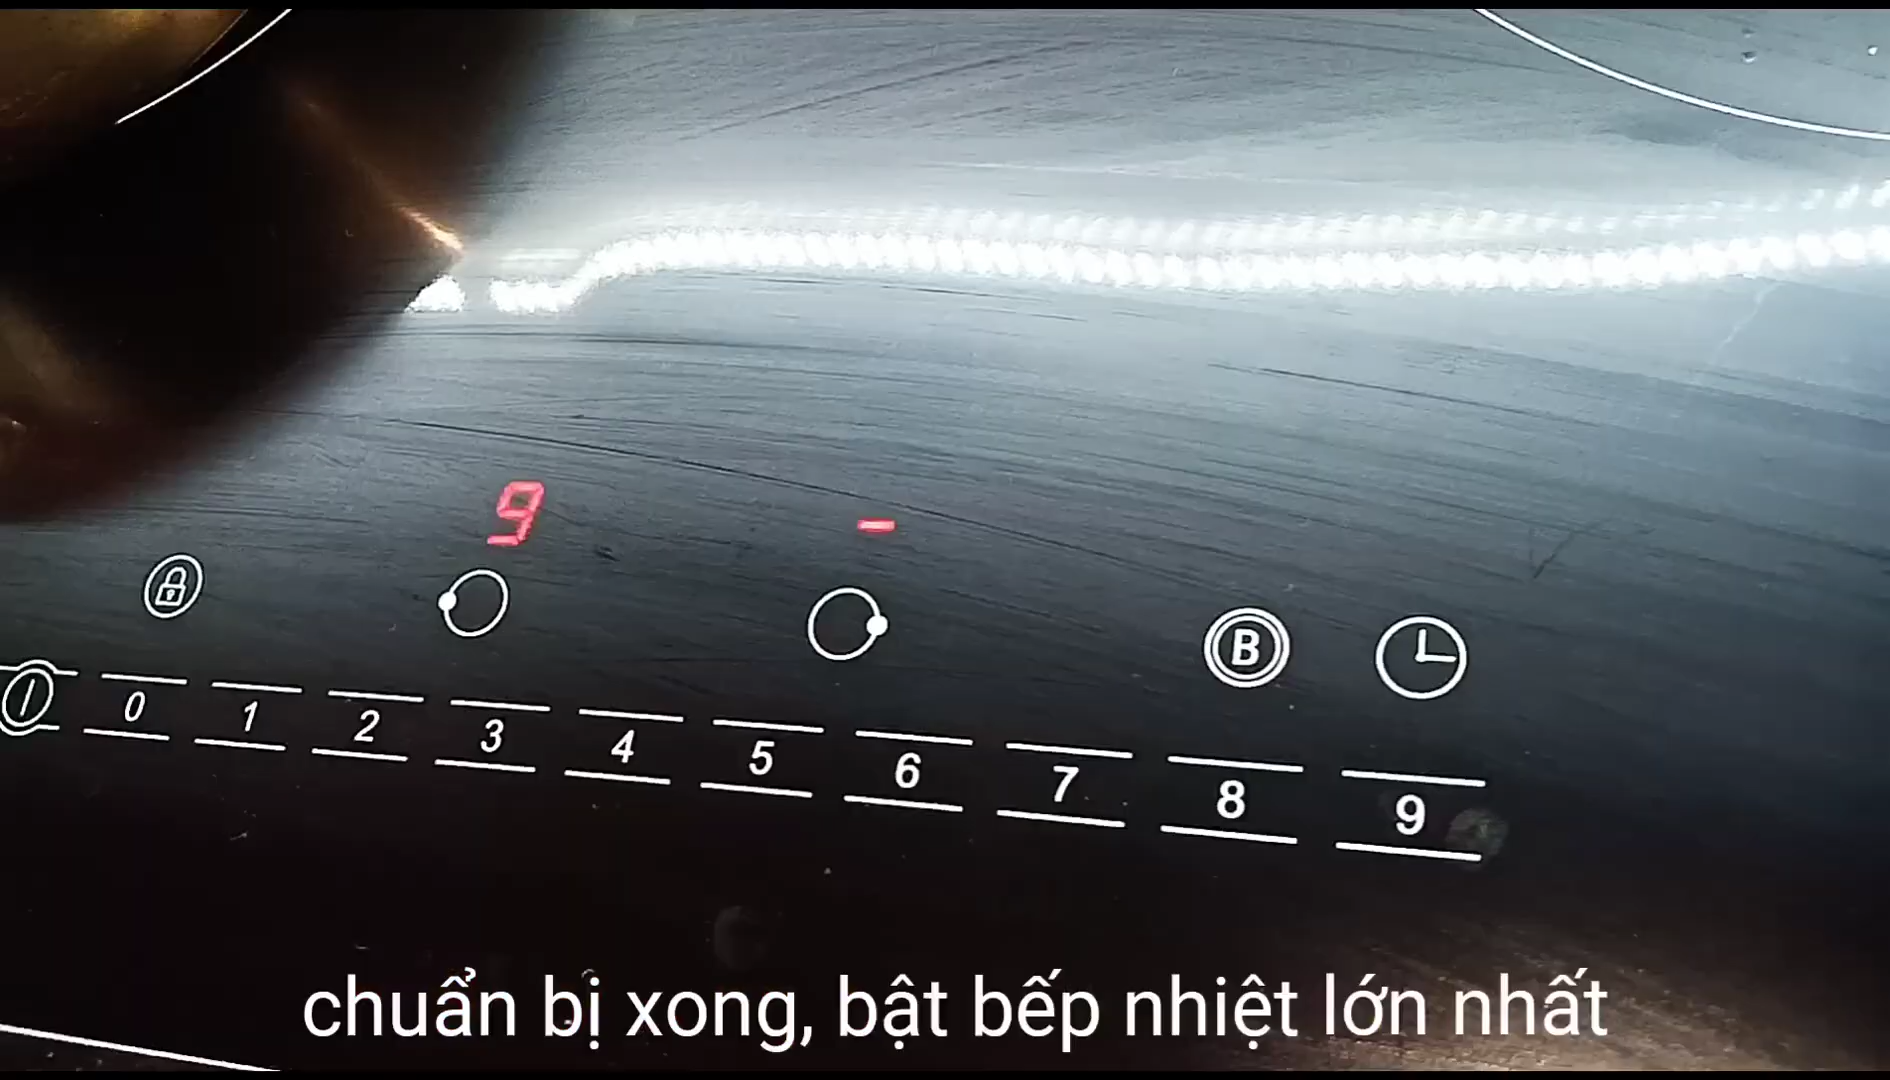 9 -
B
0 1 2 3 4 5 6 7 8 9
chuẩn bị xong, bật bếp nhiệt lớn nhất